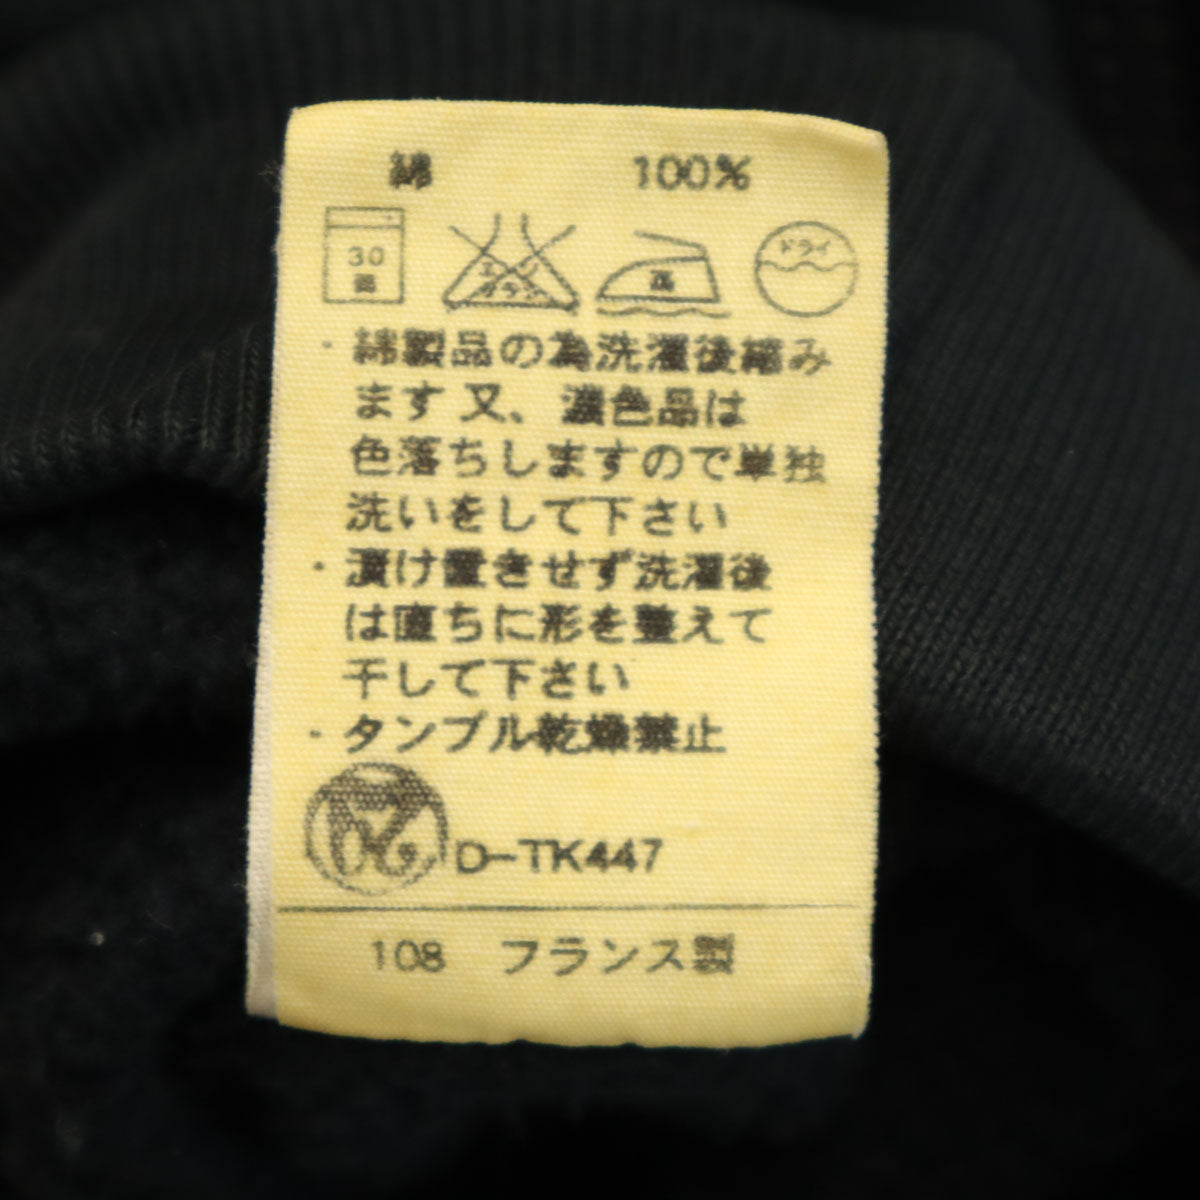 綿 100%
30
エンソ
サラシ
高
ドライ
・綿製品の為洗濯後縮み
ます又、濃色品は
色落ちしますので単独
洗いをして下さい
・漬け置きせず洗濯後
は直ちに形を整えて
干して下さい
・タンブル乾燥禁止
D-TK447
108 フランス製